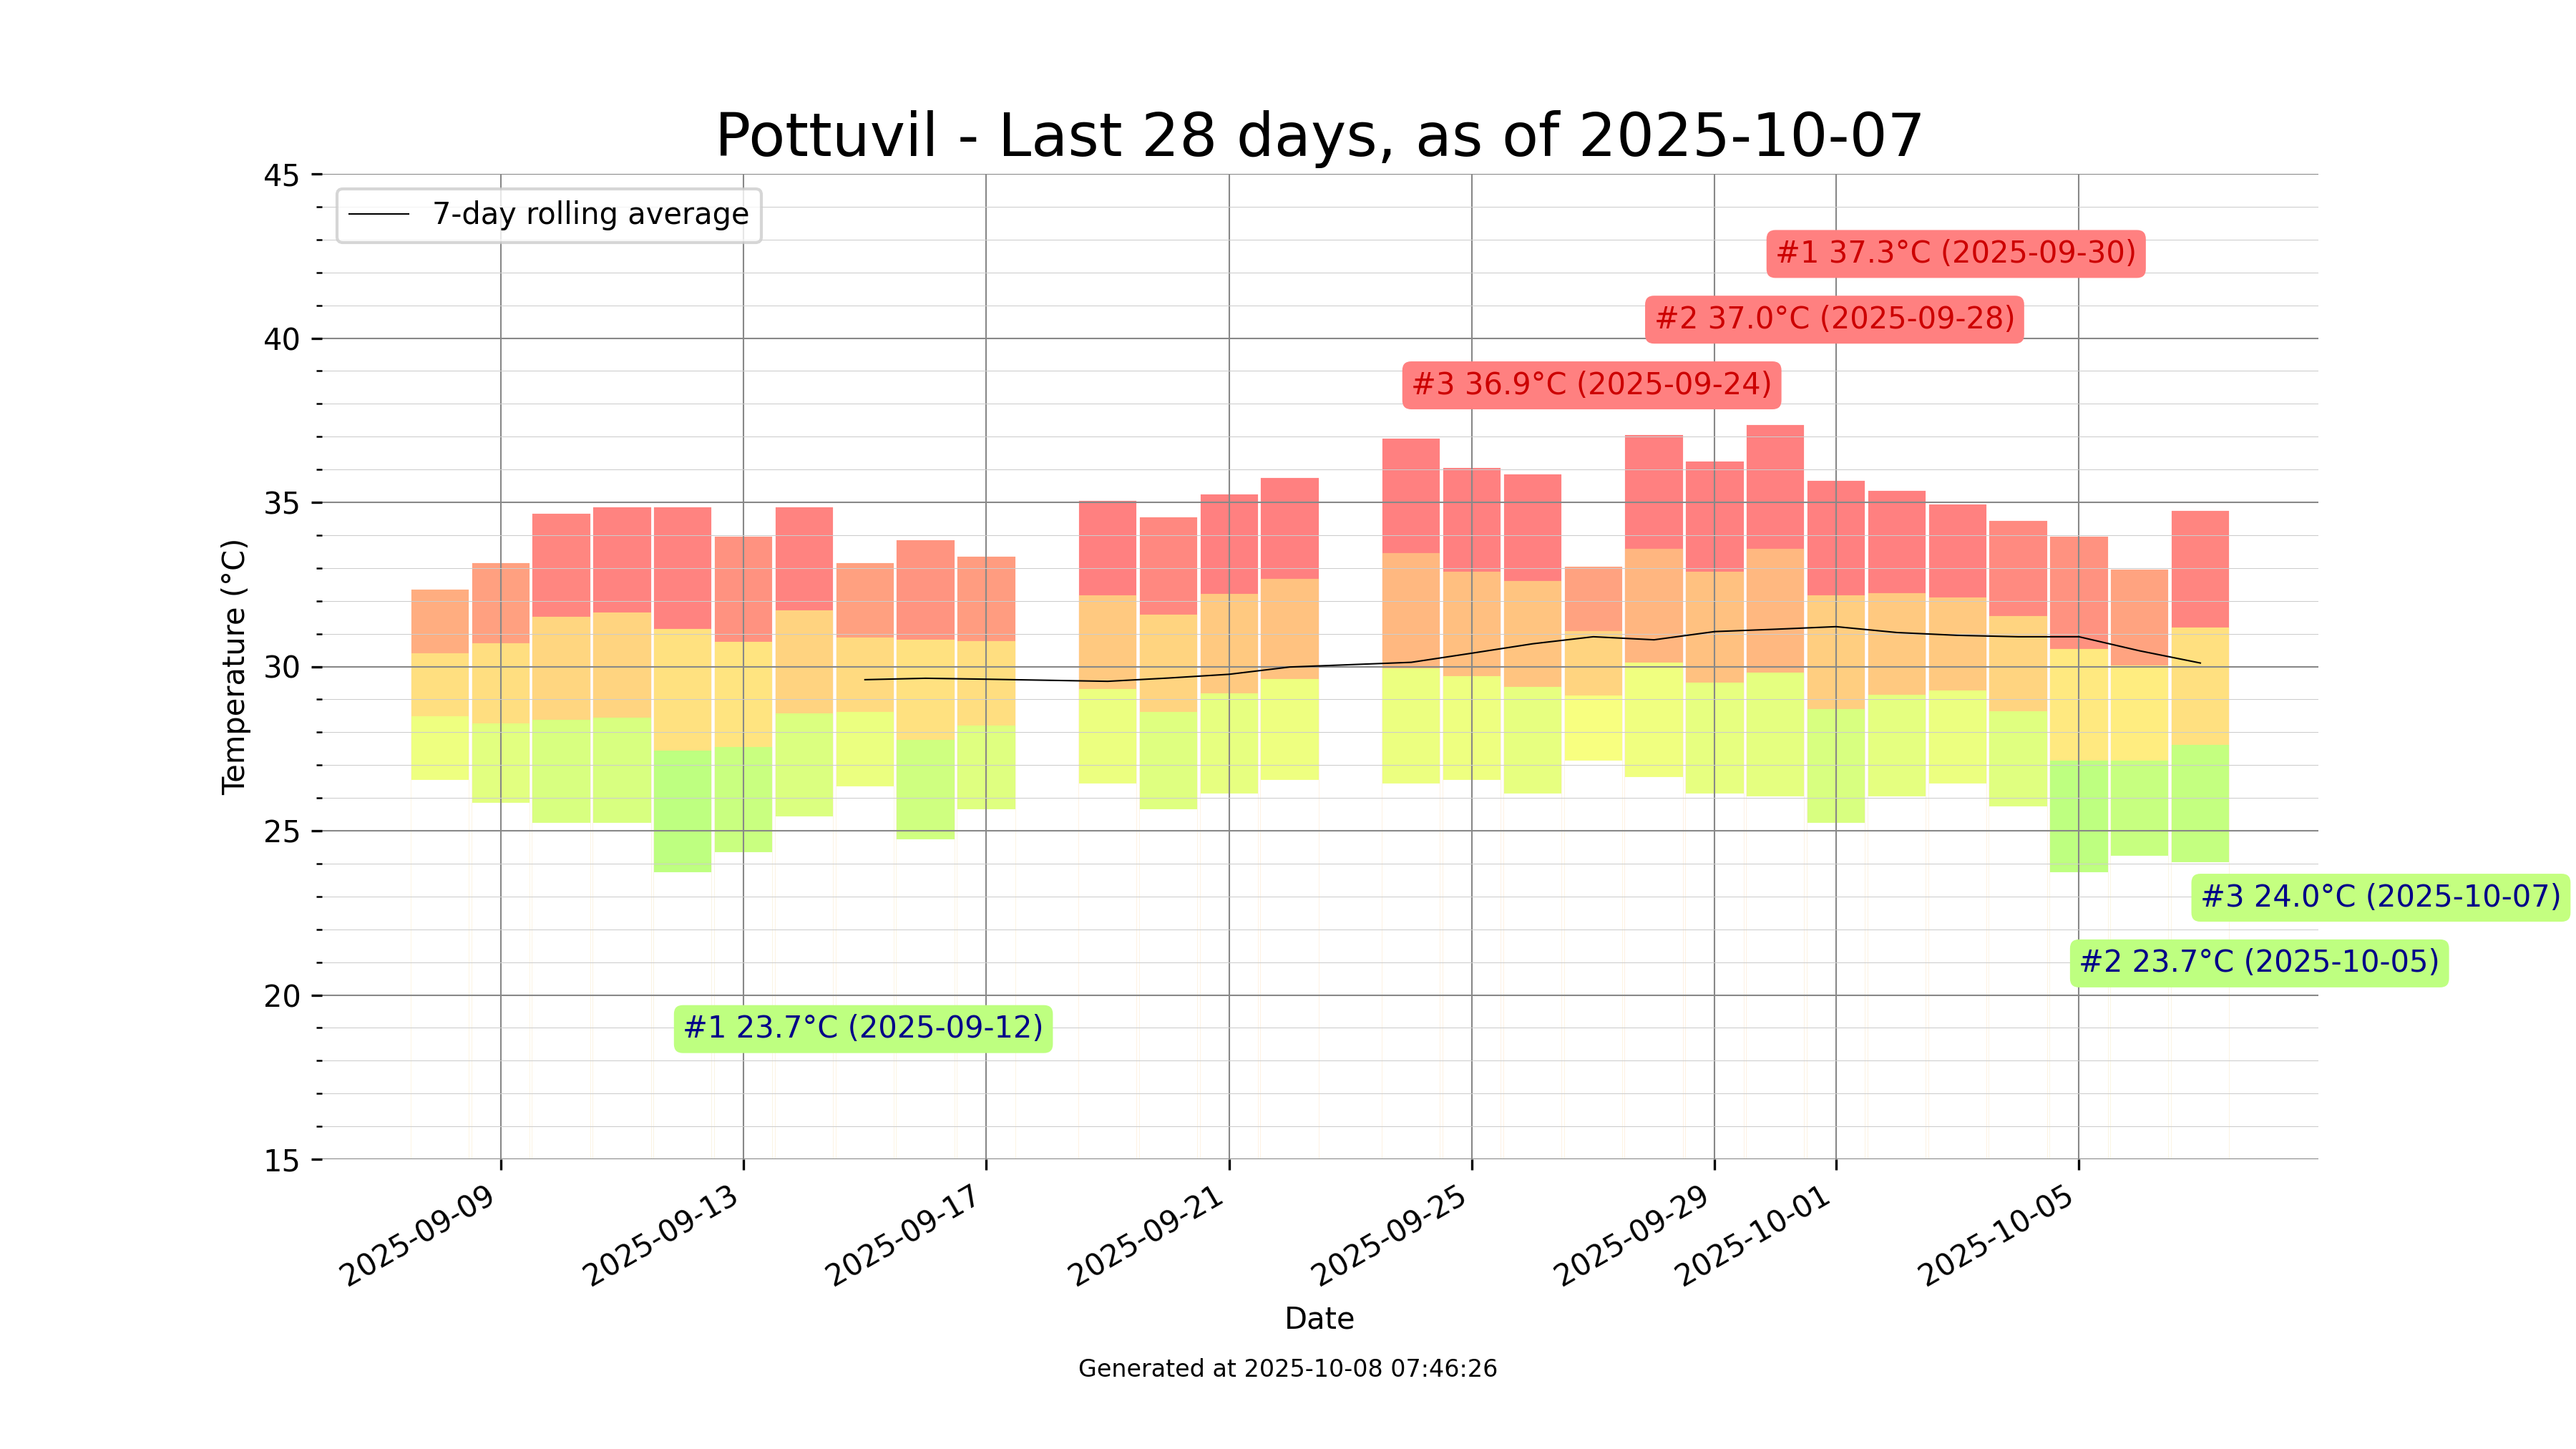 Pottuvil - Last 28 days, as of 2025-10-07
45
7-day rolling average
#1 37.3°C (2025-09-30)
#2 37.0°C (2025-09-28)
40
#3 36.9°C (2025-09-24)
35
Temperature (°C)
30
25
#3 24.0°C (2025-10-07)
#2 23.7°C (2025-10-05)
20
#1 23.7°C (2025-09-12)
15
2025-09-09
2025-09-13
2025-09-17
2025-09-21
2025-09-25
2025-09-29
2025-10-01
2025-10-05
Date
Generated at 2025-10-08 07:46:26